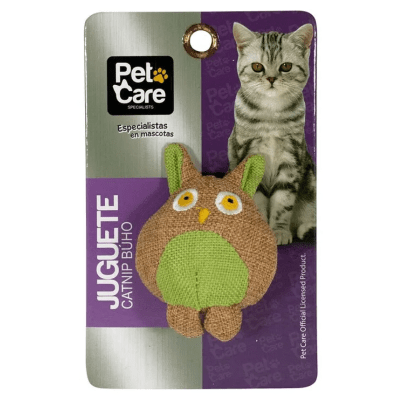 Pet Care
SPECIALISTS
Especialistas
en mascotas
JUGUETE
CATNIP BÚHO
Pet Care Official Licensed Product.